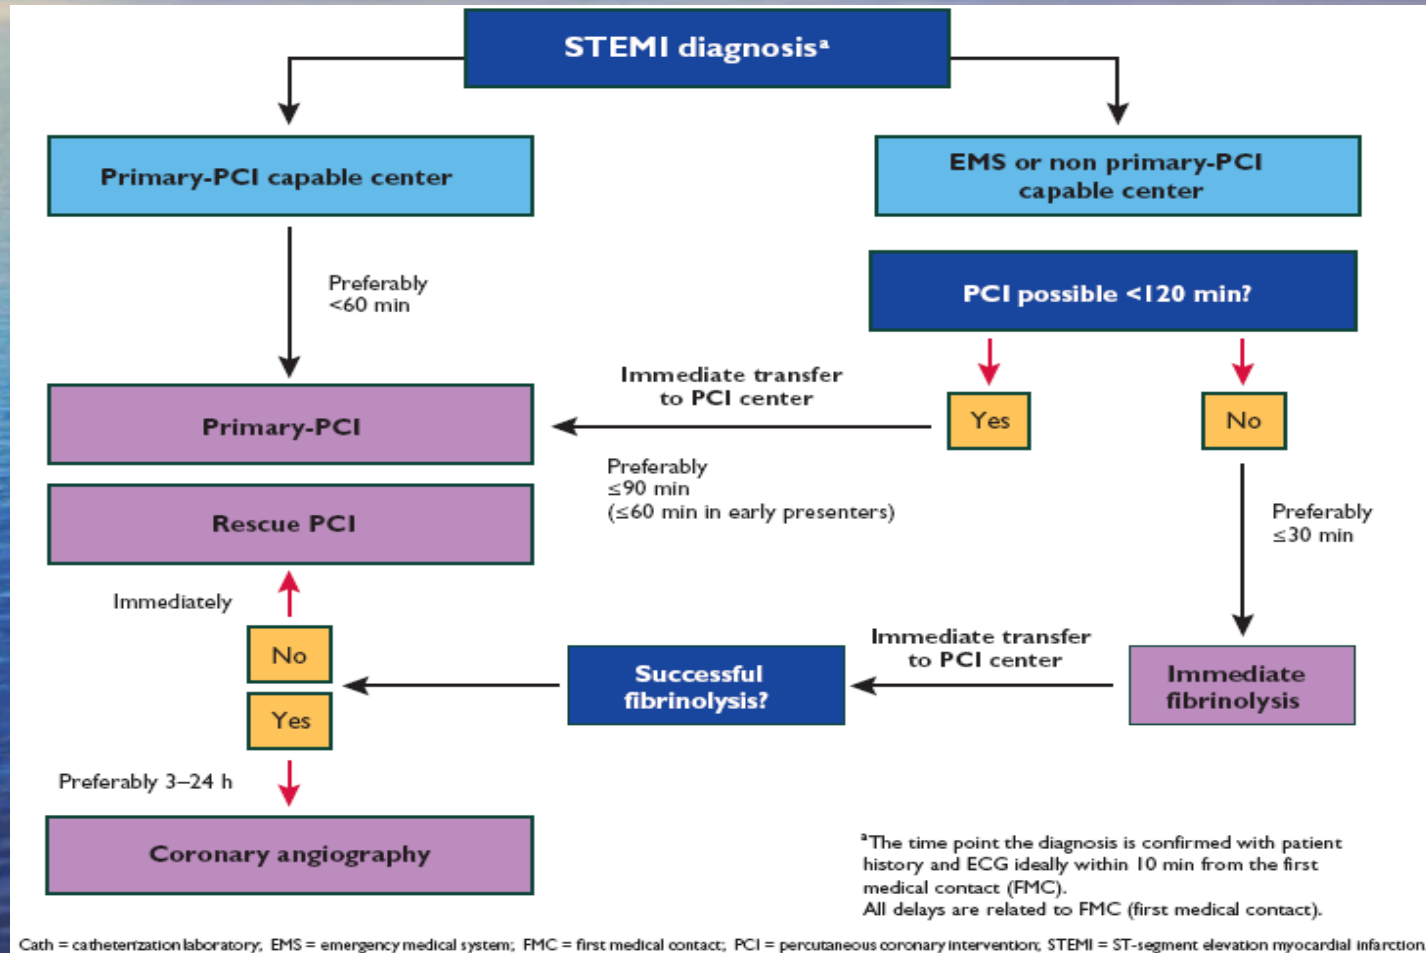 STEMI diagnosisᵃ
Primary-PCI capable center
EMS or non primary-PCI
capable center
Preferably
<60 min
PCI possible <120 min?
Immediate transfer
to PCI center
Yes
No
Primary-PCI
Preferably
≤90 min
(≤60 min in early presenters)
Rescue PCI
Preferably
≤30 min
Immediately
No
Yes
Successful
fibrinolysis?
Immediate transfer
to PCI center
Immediate
fibrinolysis
Preferably 3–24 h
Coronary angiography
ᵃThe time point the diagnosis is confirmed with patient
history and ECG ideally within 10 min from the first
medical contact (FMC).
All delays are related to FMC (first medical contact).
Cath = catheterization laboratory; EMS = emergency medical system; FMC = first medical contact; PCI = percutaneous coronary intervention; STEMI = ST-segment elevation myocardial infarction.